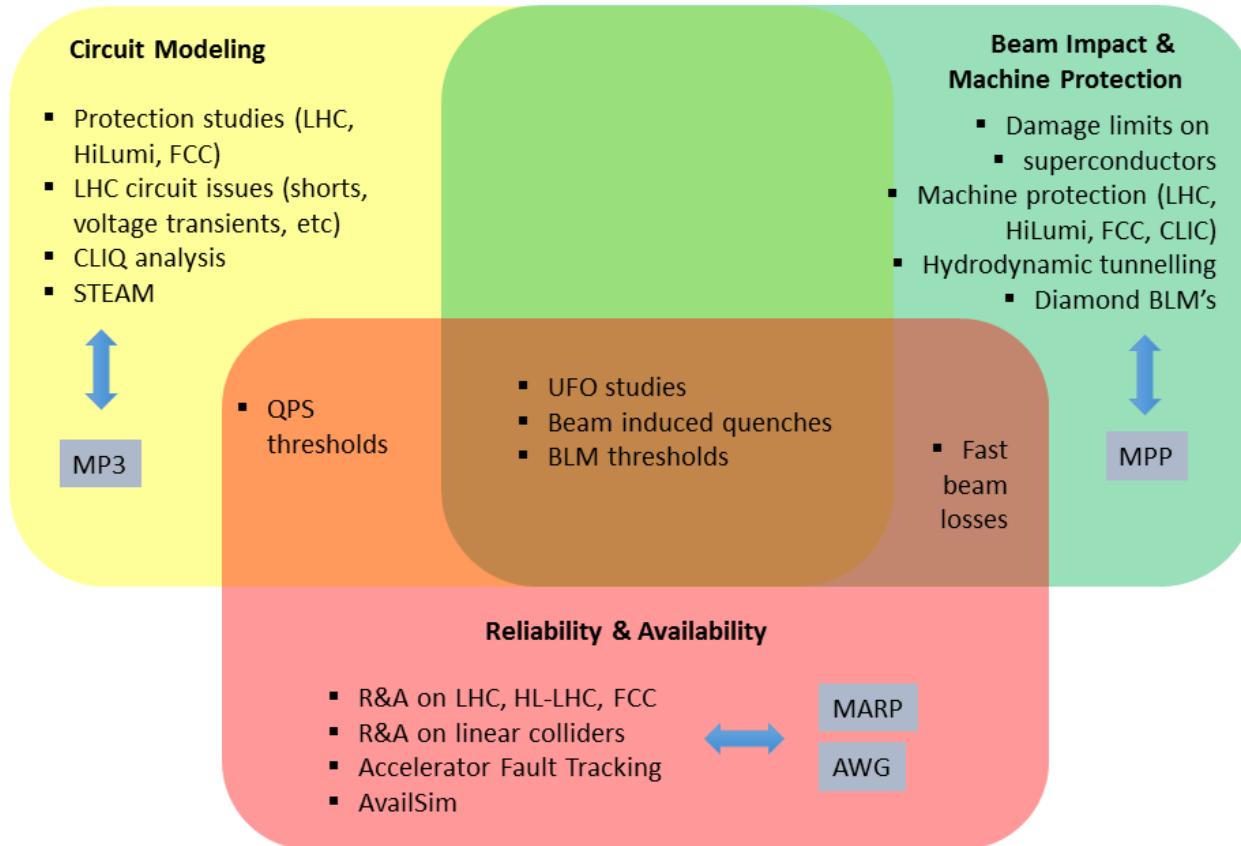 Circuit Modeling
▪ Protection studies (LHC,
HiLumi, FCC)
▪ LHC circuit issues (shorts,
voltage transients, etc)
▪ CLIQ analysis
▪ STEAM
MP3
Beam Impact &
Machine Protection
▪ Damage limits on
▪ superconductors
▪ Machine protection (LHC,
HiLumi, FCC, CLIC)
▪ Hydrodynamic tunnelling
▪ Diamond BLM's
MPP
▪ QPS
thresholds
▪ UFO studies
▪ Beam induced quenches
▪ BLM thresholds
▪ Fast
beam
losses
Reliability & Availability
▪ R&A on LHC, HL-LHC, FCC
▪ R&A on linear colliders
▪ Accelerator Fault Tracking
▪ AvailSim
MARP
AWG